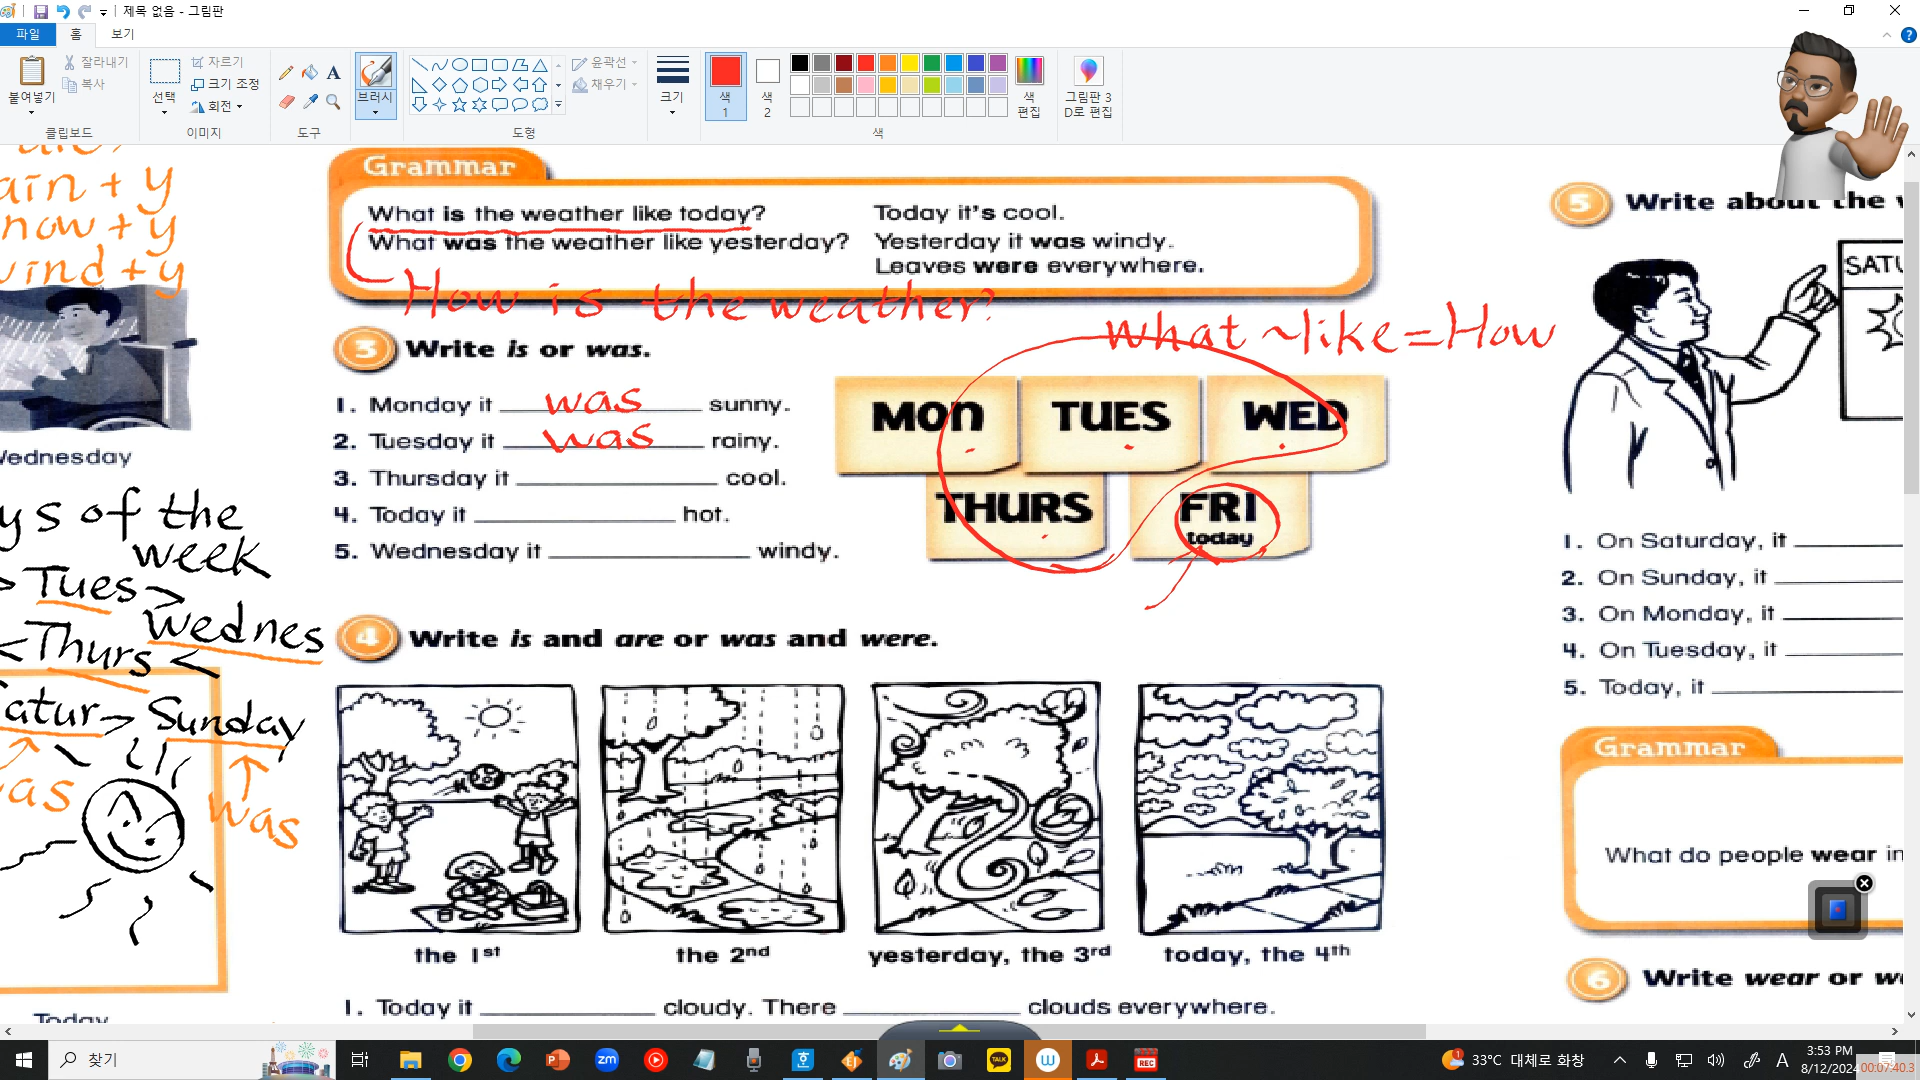 제목 없음 - 그림판
파일
홈
보기
붙여넣기
잘라내기
복사
클립보드
선택
자르기
크기 조정
회전
이미지
도구
브러시
도형
윤곽선
채우기
크기
색
1
색
2
색
편집
색
그림판 3
D로 편집
ain + y
now + y
wind + y
Wednesday
ys of the
week
> Tues >
Wednes
< Thurs <
atur > Sunday
as
was
Today
Grammar
What is the weather like today?
Today it's cool.
What was the weather like yesterday?
Yesterday it was windy.
Leaves were everywhere.
How is the weather?
What ~like = How
3 Write is or was.
1. Monday it was sunny.
2. Tuesday it was rainy.
3. Thursday it ____ cool.
4. Today it ____ hot.
5. Wednesday it ____ windy.
MON
TUES
WED
THURS
FRI
today
4 Write is and are or was and were.
the 1st
the 2nd
yesterday, the 3rd
today, the 4th
1. Today it ____ cloudy. There ____ clouds everywhere.
5 Write about the
SATU
1. On Saturday, it
2. On Sunday, it
3. On Monday, it
4. On Tuesday, it
5. Today, it
Grammar
What do people wear in
6 Write wear or
찾기
33°C 대체로 화창
A
3:53 PM
8/12/2024
00:07:40.3